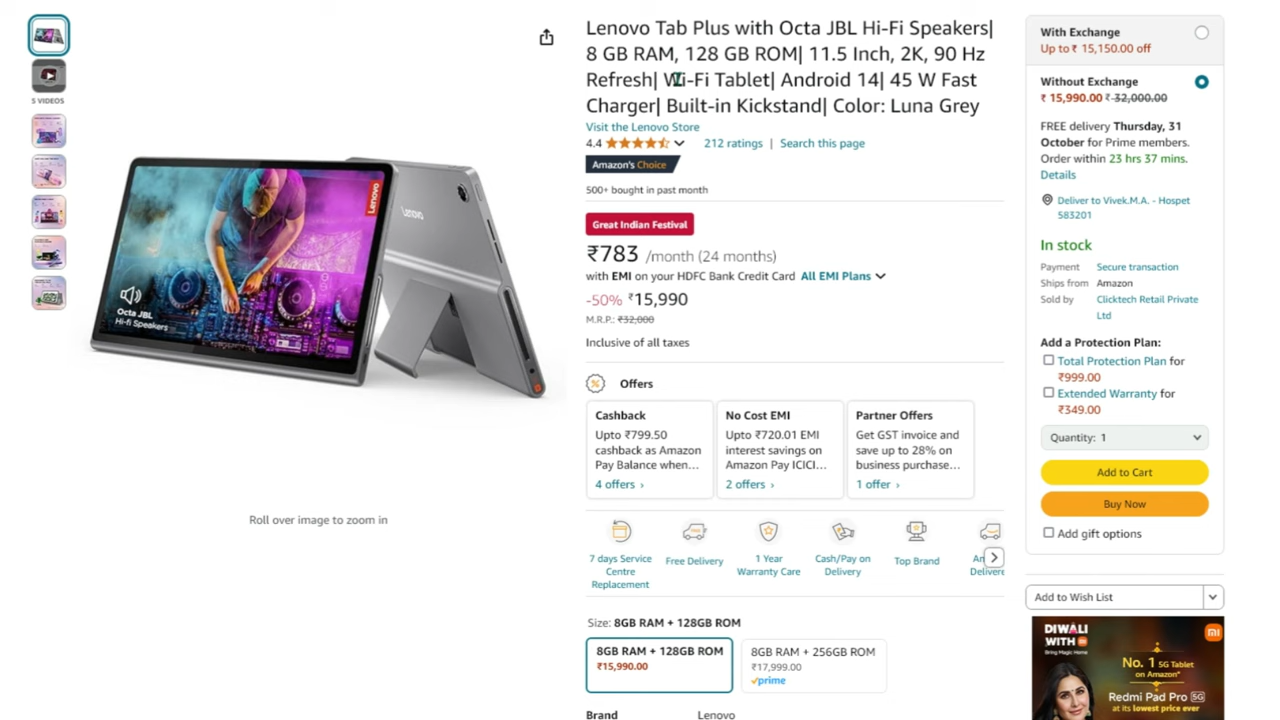 5 VIDEOS
Lenovo
Lenovo
Octa JBL
Hi-fi Speakers
Roll over image to zoom in
Lenovo Tab Plus with Octa JBL Hi-Fi Speakers|
8 GB RAM, 128 GB ROM| 11.5 Inch, 2K, 90 Hz
Refresh| Wi-Fi Tablet| Android 14| 45 W Fast
Charger| Built-in Kickstand| Color: Luna Grey
Visit the Lenovo Store
4.4 212 ratings | Search this page
Amazon's Choice
500+ bought in past month
Great Indian Festival
₹783 /month (24 months)
with EMI on your HDFC Bank Credit Card All EMI Plans
-50% ₹15,990
M.R.P.: ₹32,000
Inclusive of all taxes
Offers
Cashback
Upto ₹799.50
cashback as Amazon
Pay Balance when...
4 offers ›
No Cost EMI
Upto ₹720.01 EMI
interest savings on
Amazon Pay ICICI...
2 offers ›
Partner Offers
Get GST invoice and
save up to 28% on
business purchase...
1 offer ›
7 days Service
Centre
Replacement
Free Delivery
1 Year
Warranty Care
Cash/Pay on
Delivery
Top Brand
Size: 8GB RAM + 128GB ROM
8GB RAM + 128GB ROM
₹15,990.00
8GB RAM + 256GB ROM
₹17,999.00
prime
Brand Lenovo
With Exchange
Up to ₹ 15,150.00 off
Without Exchange
₹ 15,990.00 ₹ 32,000.00
FREE delivery Thursday, 31
October for Prime members.
Order within 23 hrs 37 mins.
Details
Deliver to Vivek.M.A. - Hospet
583201
In stock
Payment Secure transaction
Ships from Amazon
Sold by Clicktech Retail Private
Ltd
Add a Protection Plan:
Total Protection Plan for
₹999.00
Extended Warranty for
₹349.00
Quantity: 1
Add to Cart
Buy Now
Add gift options
Add to Wish List
DIWALI
WITH mi
Bring Magic Home
mi
No. 1 5G Tablet
on Amazon*
Redmi Pad Pro 5G
at its lowest price ever